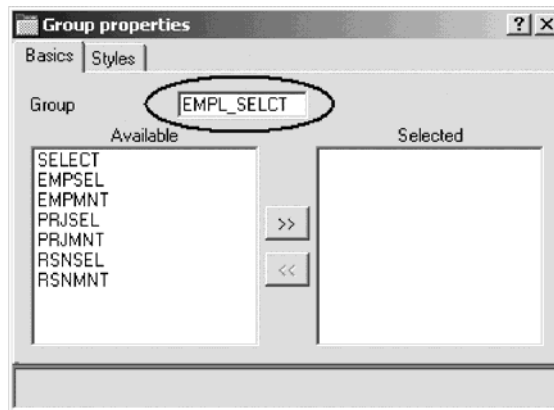 Group properties
Basics Styles
Group EMPL_SELCT
Available Selected
SELECT
EMPSEL
EMPMNT
PRJSEL
PRJMNT
RSNSEL
RSNMNT
>>
<<